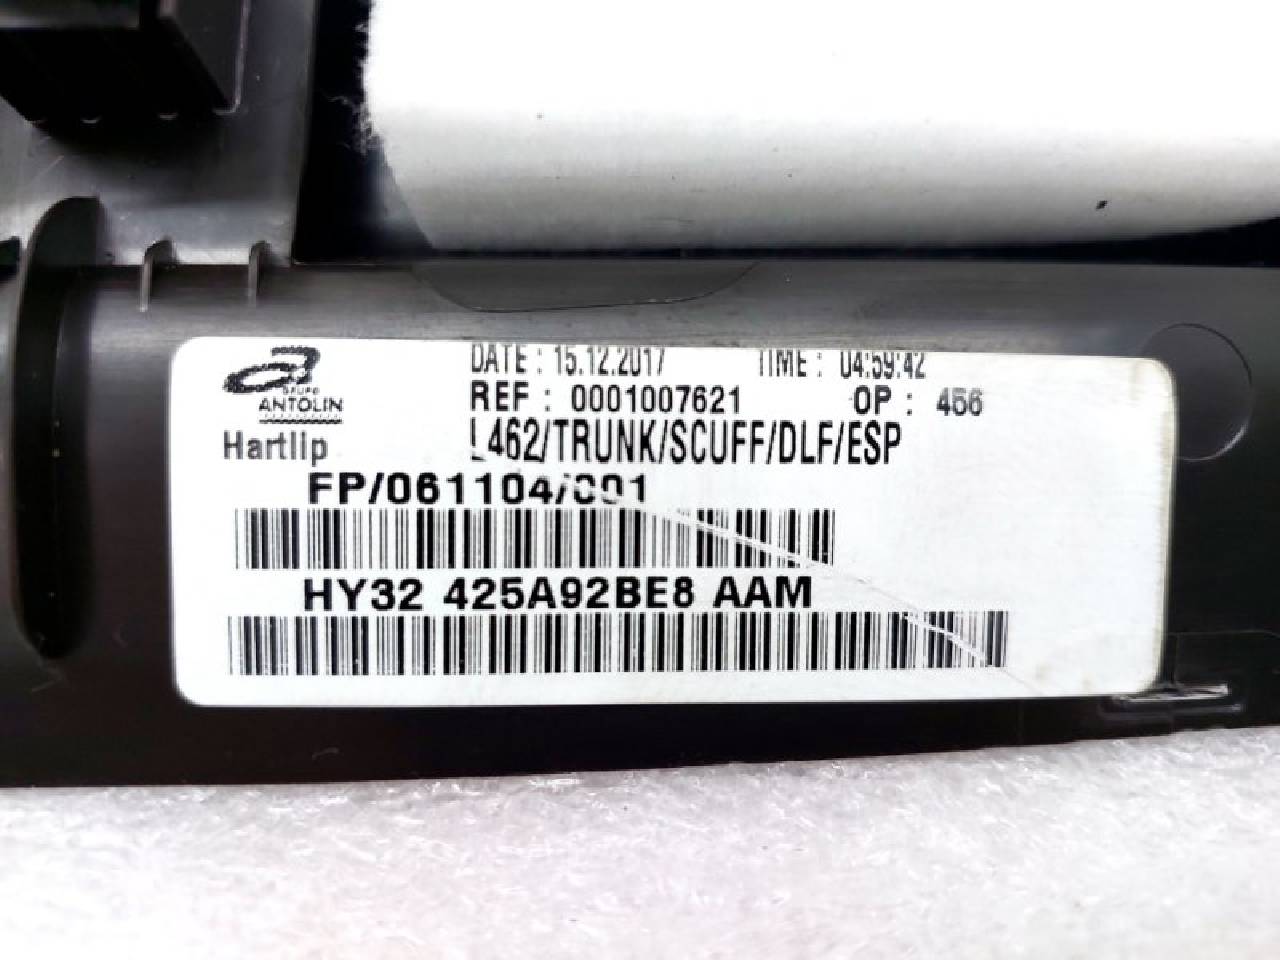 GRUPO
ANTOLIN
Hartlip
DATE : 15.12.2017 TIME : 04:59:42
REF : 0001007621 OP : 456
L462/TRUNK/SCUFF/DLF/ESP
FP/061104/001
HY32 425A92BE8 AAM